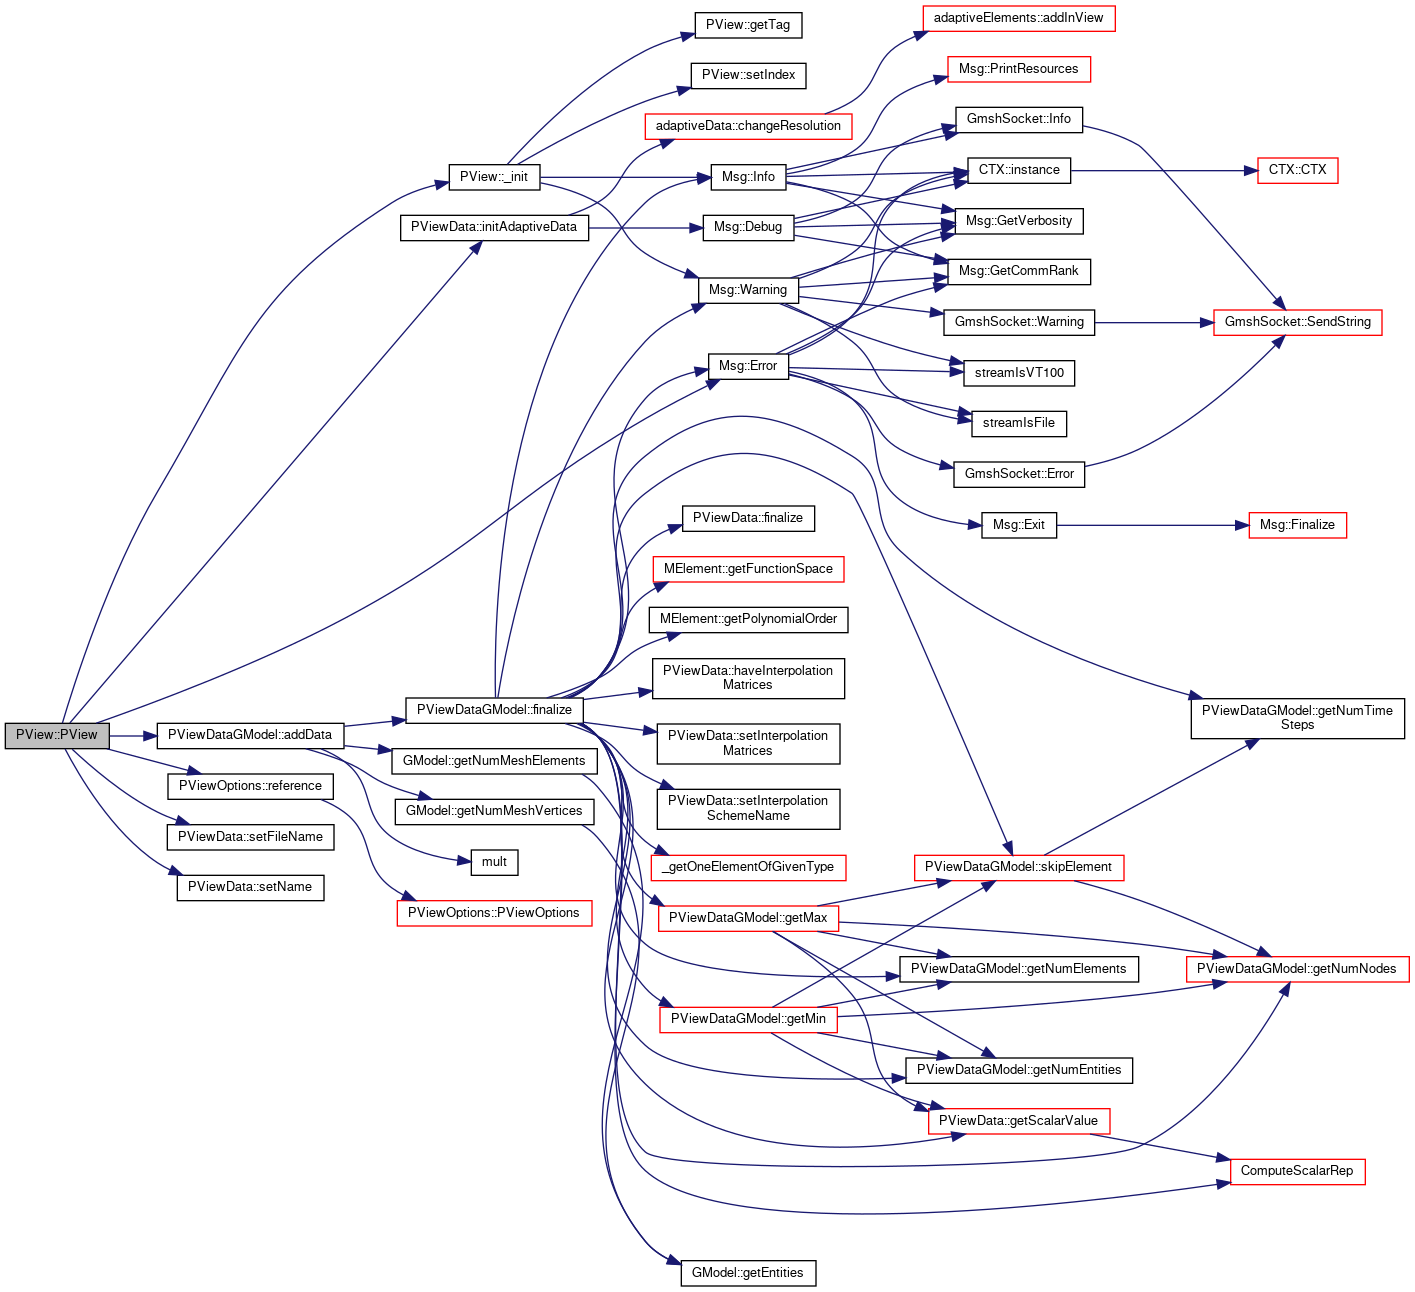 PView::getTag
adaptiveElements::addInView
PView::setIndex
Msg::PrintResources
adaptiveData::changeResolution
GmshSocket::Info
PView::_init
Msg::Info
CTX::instance
CTX::CTX
PViewData::initAdaptiveData
Msg::Debug
Msg::GetVerbosity
Msg::GetCommRank
Msg::Warning
GmshSocket::Warning
GmshSocket::SendString
Msg::Error
streamIsVT100
streamIsFile
GmshSocket::Error
PViewData::finalize
Msg::Exit
Msg::Finalize
MElement::getFunctionSpace
MElement::getPolynomialOrder
PViewData::haveInterpolation
Matrices
PViewDataGModel::finalize
PViewDataGModel::getNumTime
Steps
PView::PView
PViewDataGModel::addData
PViewData::setInterpolation
Matrices
GModel::getNumMeshElements
PViewOptions::reference
GModel::getNumMeshVertices
PViewData::setInterpolation
SchemeName
PViewData::setFileName
mult
_getOneElementOfGivenType
PViewDataGModel::skipElement
PViewData::setName
PViewOptions::PViewOptions
PViewDataGModel::getMax
PViewDataGModel::getNumElements
PViewDataGModel::getNumNodes
PViewDataGModel::getMin
PViewDataGModel::getNumEntities
PViewData::getScalarValue
ComputeScalarRep
GModel::getEntities